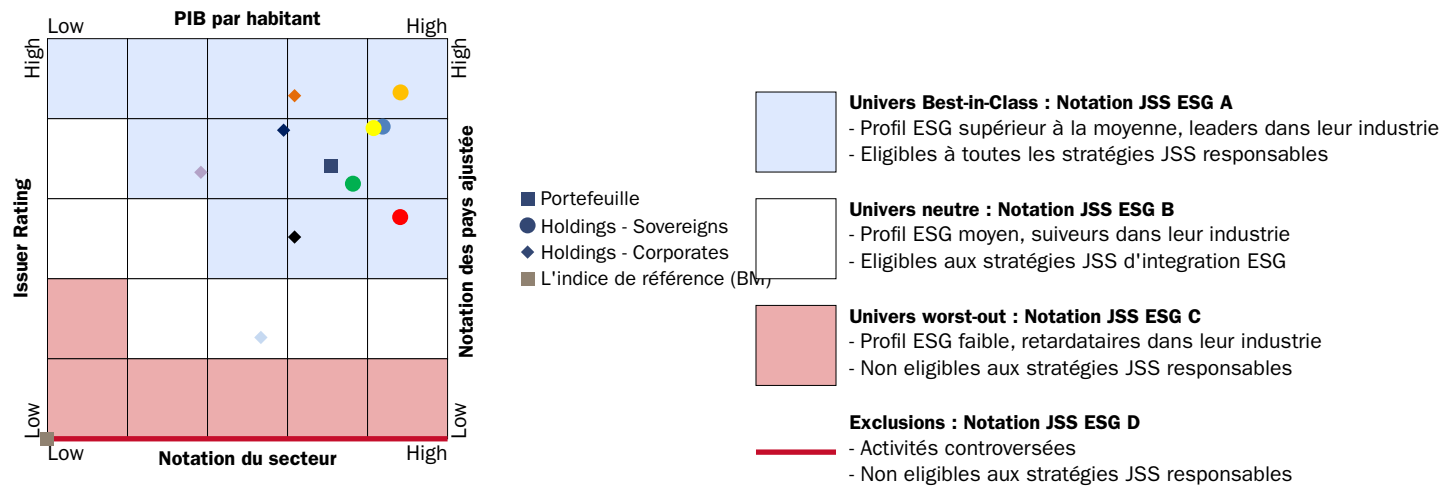 PIB par habitant
Low
High
High
High
Issuer Rating
Notation des pays ajustée
Low
Low
Low
High
Notation du secteur
Portefeuille
Holdings - Sovereigns
Holdings - Corporates
L'indice de référence (BM)
Univers Best-in-Class : Notation JSS ESG A
- Profil ESG supérieur à la moyenne, leaders dans leur industrie
- Eligibles à toutes les stratégies JSS responsables
Univers neutre : Notation JSS ESG B
- Profil ESG moyen, suiveurs dans leur industrie
- Eligibles aux stratégies JSS d'integration ESG
Univers worst-out : Notation JSS ESG C
- Profil ESG faible, retardataires dans leur industrie
- Non eligibles aux stratégies JSS responsables
Exclusions : Notation JSS ESG D
- Activités controversées
- Non eligibles aux stratégies JSS responsables